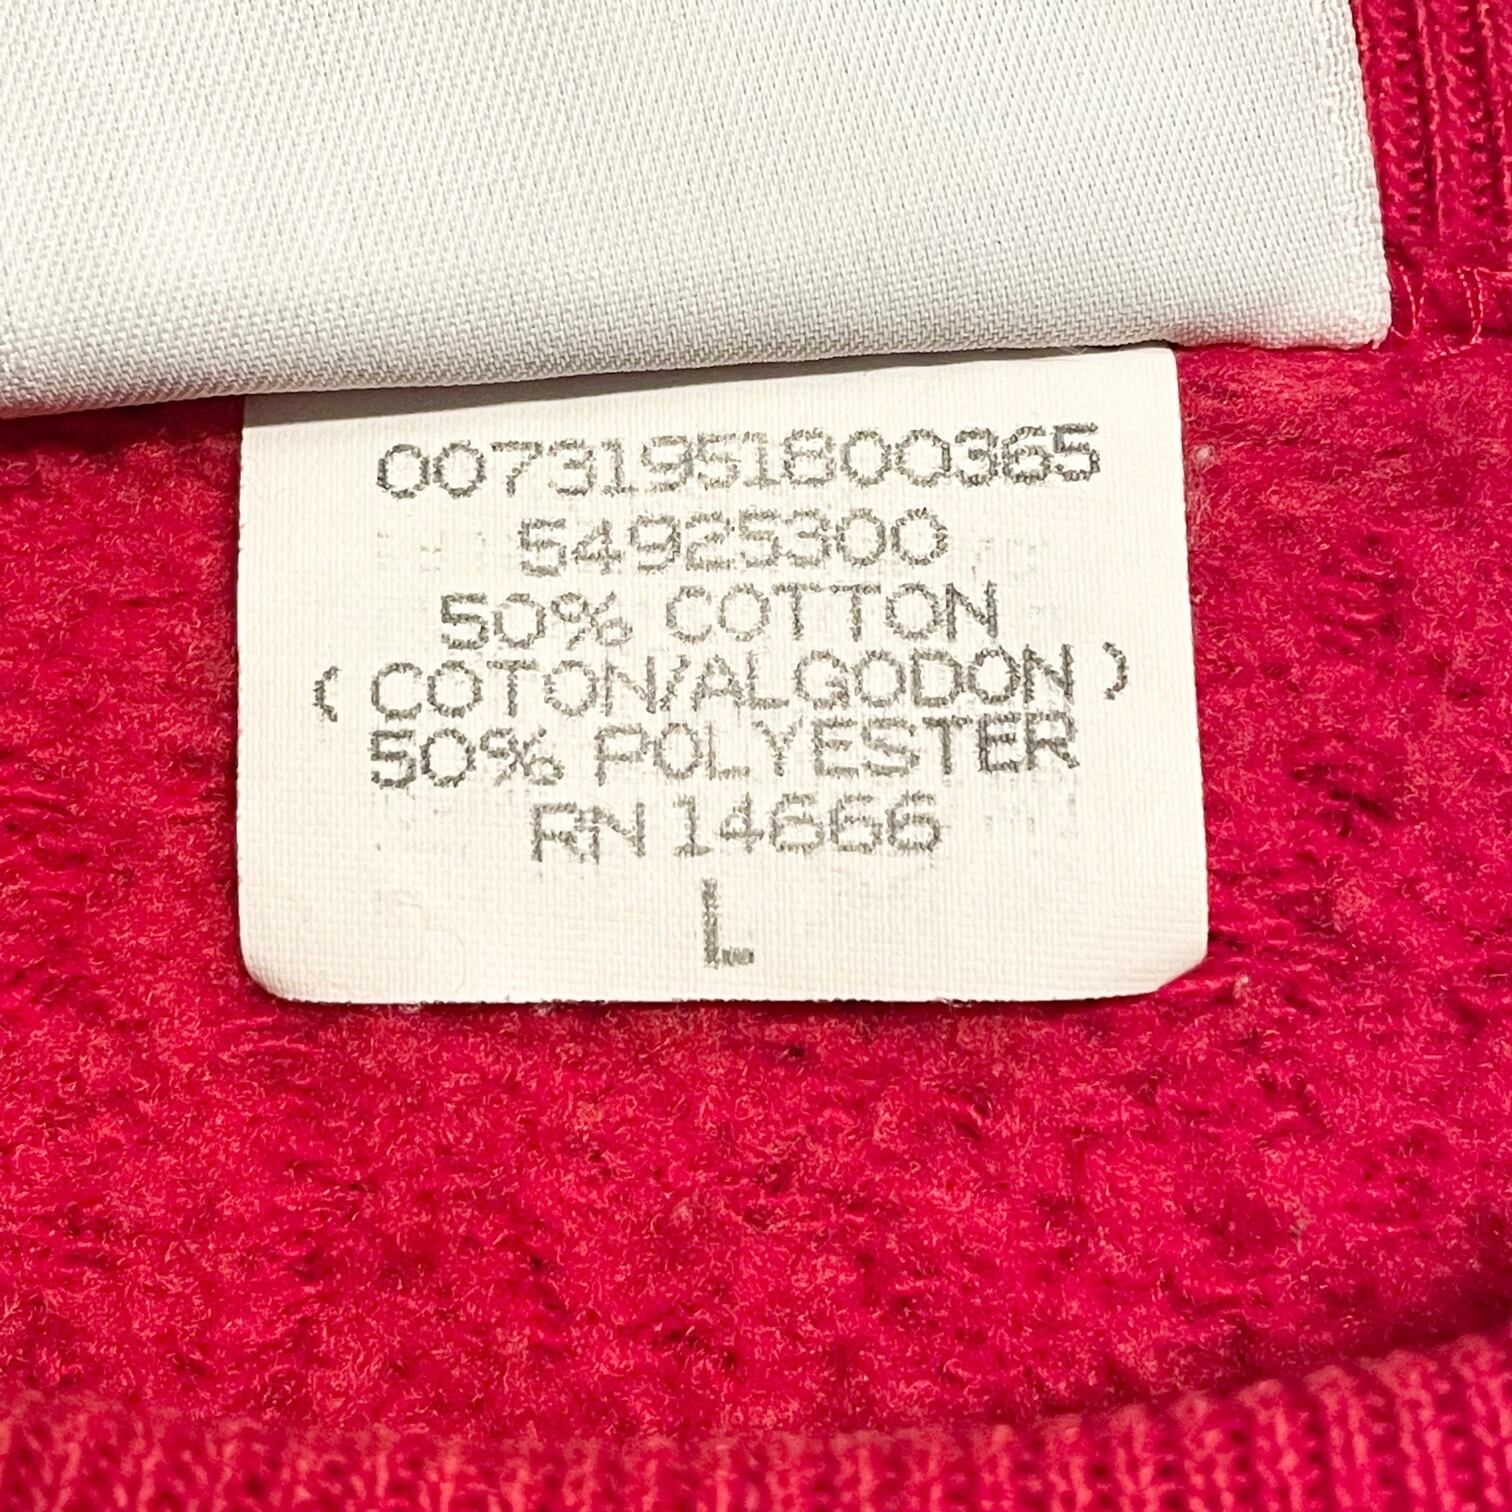 00731951800365
54925300
50% COTTON
( COTON/ALGODON )
50% POLYESTER
RN 14666
L